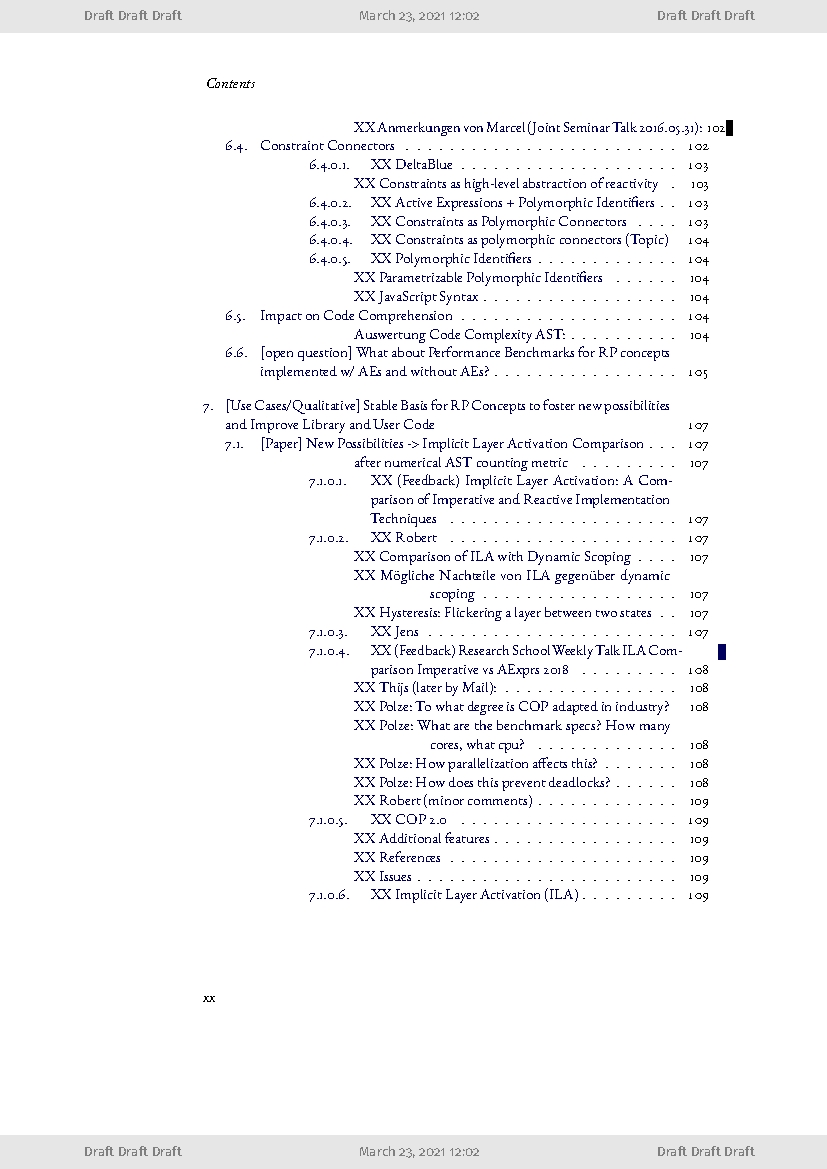 Draft Draft Draft March 23, 2021 12:02 Draft Draft Draft
Contents
XX Anmerkungen von Marcel (Joint Seminar Talk 2016.05.31): 102
6.4. Constraint Connectors . . . . . . . . . . . . . . . . . . . . . . . . . 102
6.4.0.1. XX DeltaBlue . . . . . . . . . . . . . . . . . . . . 103
XX Constraints as high-level abstraction of reactivity . 103
6.4.0.2. XX Active Expressions + Polymorphic Identifiers . . 103
6.4.0.3. XX Constraints as Polymorphic Connectors . . . . 103
6.4.0.4. XX Constraints as polymorphic connectors (Topic) 104
6.4.0.5. XX Polymorphic Identifiers . . . . . . . . . . . . . 104
XX Parametrizable Polymorphic Identifiers . . . . . . 104
XX JavaScript Syntax . . . . . . . . . . . . . . . . . . 104
6.5. Impact on Code Comprehension . . . . . . . . . . . . . . . . . . . . 104
Auswertung Code Complexity AST: . . . . . . . . . . 104
6.6. [open question] What about Performance Benchmarks for RP concepts
implemented w/ AEs and without AEs? . . . . . . . . . . . . . . . . . 105
7. [Use Cases/Qualitative] Stable Basis for RP Concepts to foster new possibilities
and Improve Library and User Code 107
7.1. [Paper] New Possibilities -> Implicit Layer Activation Comparison . . . 107
after numerical AST counting metric . . . . . . . . . 107
7.1.0.1. XX (Feedback) Implicit Layer Activation: A Com-
parison of Imperative and Reactive Implementation
Techniques . . . . . . . . . . . . . . . . . . . . . 107
7.1.0.2. XX Robert . . . . . . . . . . . . . . . . . . . . . 107
XX Comparison of ILA with Dynamic Scoping . . . . 107
XX Mögliche Nachteile von ILA gegenüber dynamic
scoping . . . . . . . . . . . . . . . . . . 107
XX Hysteresis: Flickering a layer between two states . . 107
7.1.0.3. XX Jens . . . . . . . . . . . . . . . . . . . . . . . 107
7.1.0.4. XX (Feedback) Research School Weekly Talk ILA Com-
parison Imperative vs AExprs 2018 . . . . . . . . . 108
XX Thijs (later by Mail): . . . . . . . . . . . . . . . . 108
XX Polze: To what degree is COP adapted in industry? 108
XX Polze: What are the benchmark specs? How many
cores, what cpu? . . . . . . . . . . . . . 108
XX Polze: How parallelization affects this? . . . . . . . 108
XX Polze: How does this prevent deadlocks? . . . . . . 108
XX Robert (minor comments) . . . . . . . . . . . . . 109
7.1.0.5. XX COP 2.0 . . . . . . . . . . . . . . . . . . . . 109
XX Additional features . . . . . . . . . . . . . . . . . 109
XX References . . . . . . . . . . . . . . . . . . . . . 109
XX Issues . . . . . . . . . . . . . . . . . . . . . . . . 109
7.1.0.6. XX Implicit Layer Activation (ILA) . . . . . . . . . 109
xx
Draft Draft Draft March 23, 2021 12:02 Draft Draft Draft